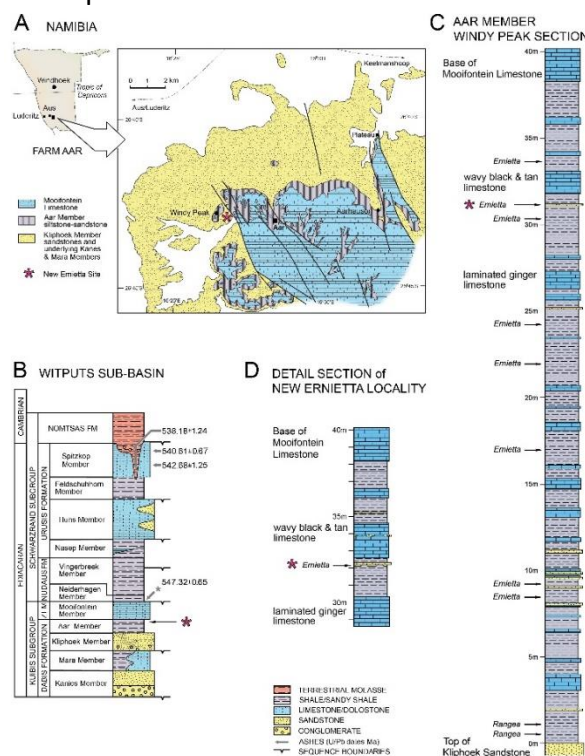 A NAMIBIA
Windhoek
Tropic of
Capricorn
Aus
Luderitz
FARM AAR
Mooifontein
Limestone
Aar Member
siltstone-sandstone
Kliphoek Member
sandstones and
underlying Kanes
& Mara Members
New Ernietta Site
0 1 2 km
Keetmanshoop
Aus/Luderitz
Plateau
Windy Peak
Aar
Aarhauser
B WITPUTS SUB-BASIN
CAMBRIAN
EDIACARAN
SCHWARZRAND SUBGROUP
KUIBIS SUBGROUP
URUSIS FORMATION
NUDAUS FM
DABIS FORMATION
NOMTSAS FM
Spitzkop
Member
Feldschuhhorn
Member
Huns Member
Nasep Member
Vingerbreek
Member
Neiderhagen
Member
Mooifontein
Member
Aar Member
Kliphoek Member
Mara Member
Kanies Member
538.18±1.24
540.61±0.67
542.68±1.25
547.32±0.65
D DETAIL SECTION of
NEW ERNIETTA LOCALITY
40m
Base of
Mooifontein
Limestone
35m
wavy black & tan
limestone
Ernietta
30m
laminated ginger
limestone
TERRESTRIAL MOLASSE
SHALE/SANDY SHALE
LIMESTONE/DOLOSTONE
SANDSTONE
CONGLOMERATE
ASHES (U/Pb dates Ma)
SEQUENCE BOUNDARIES
C AAR MEMBER
WINDY PEAK SECTION
40m
Base of
Mooifontein Limestone
35m
Ernietta
wavy black & tan
limestone
Ernietta
Ernietta
30m
laminated ginger
limestone
25m
Ernietta
Ernietta
20m
Ernietta
15m
10m
Ernietta
Ernietta
5m
Rangea
Rangea
Top of
Kliphoek Sandstone
0m